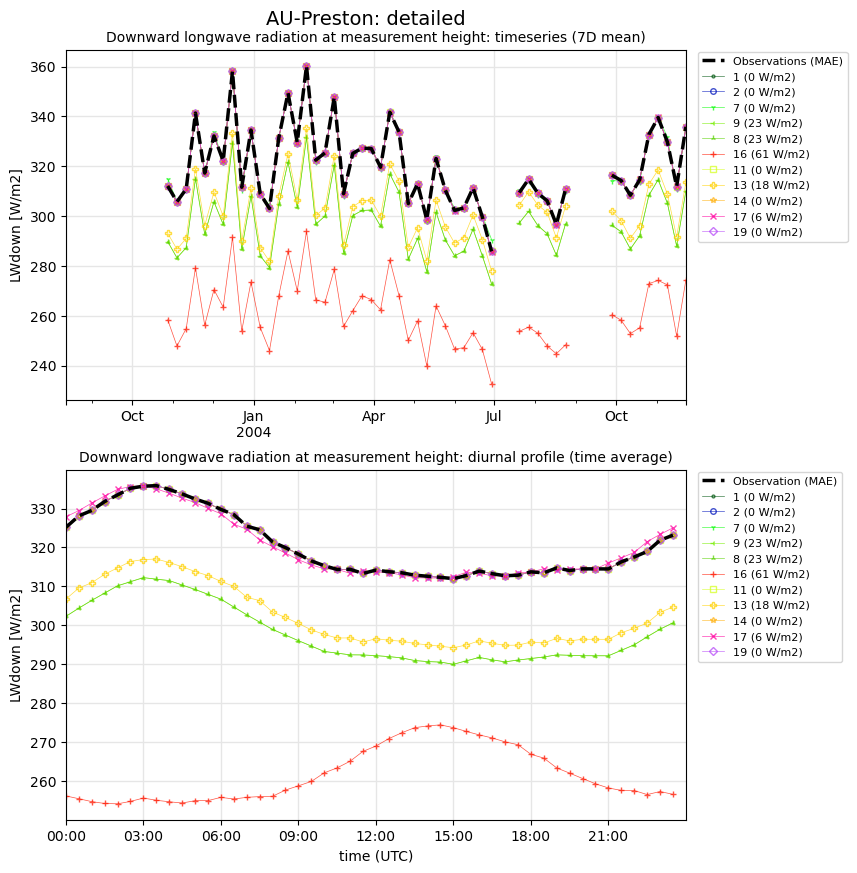 AU-Preston: detailed
Downward longwave radiation at measurement height: timeseries (7D mean)
LWdown [W/m2]
360
340
320
300
280
260
240
Oct
Jan
2004
Apr
Jul
Oct
Observations (MAE)
1 (0 W/m2)
2 (0 W/m2)
7 (0 W/m2)
9 (23 W/m2)
8 (23 W/m2)
16 (61 W/m2)
11 (0 W/m2)
13 (18 W/m2)
14 (0 W/m2)
17 (6 W/m2)
19 (0 W/m2)
Downward longwave radiation at measurement height: diurnal profile (time average)
LWdown [W/m2]
330
320
310
300
290
280
270
260
00:00
03:00
06:00
09:00
12:00
15:00
18:00
21:00
time (UTC)
Observation (MAE)
1 (0 W/m2)
2 (0 W/m2)
7 (0 W/m2)
9 (23 W/m2)
8 (23 W/m2)
16 (61 W/m2)
11 (0 W/m2)
13 (18 W/m2)
14 (0 W/m2)
17 (6 W/m2)
19 (0 W/m2)